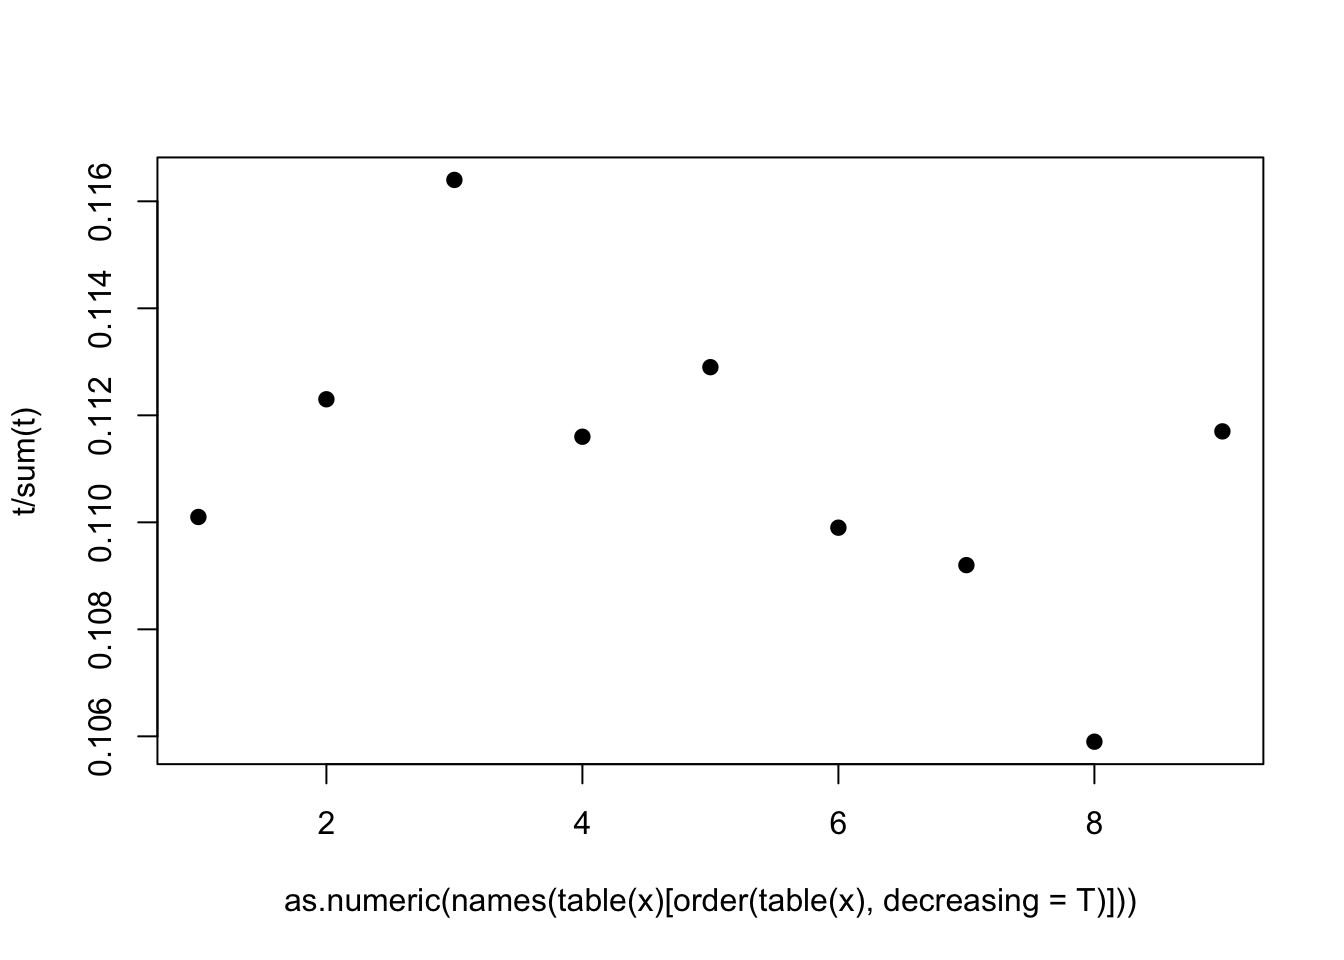 t/sum(t)
0.116
0.114
0.112
0.110
0.108
0.106
2 4 6 8
as.numeric(names(table(x)[order(table(x), decreasing = T)]))